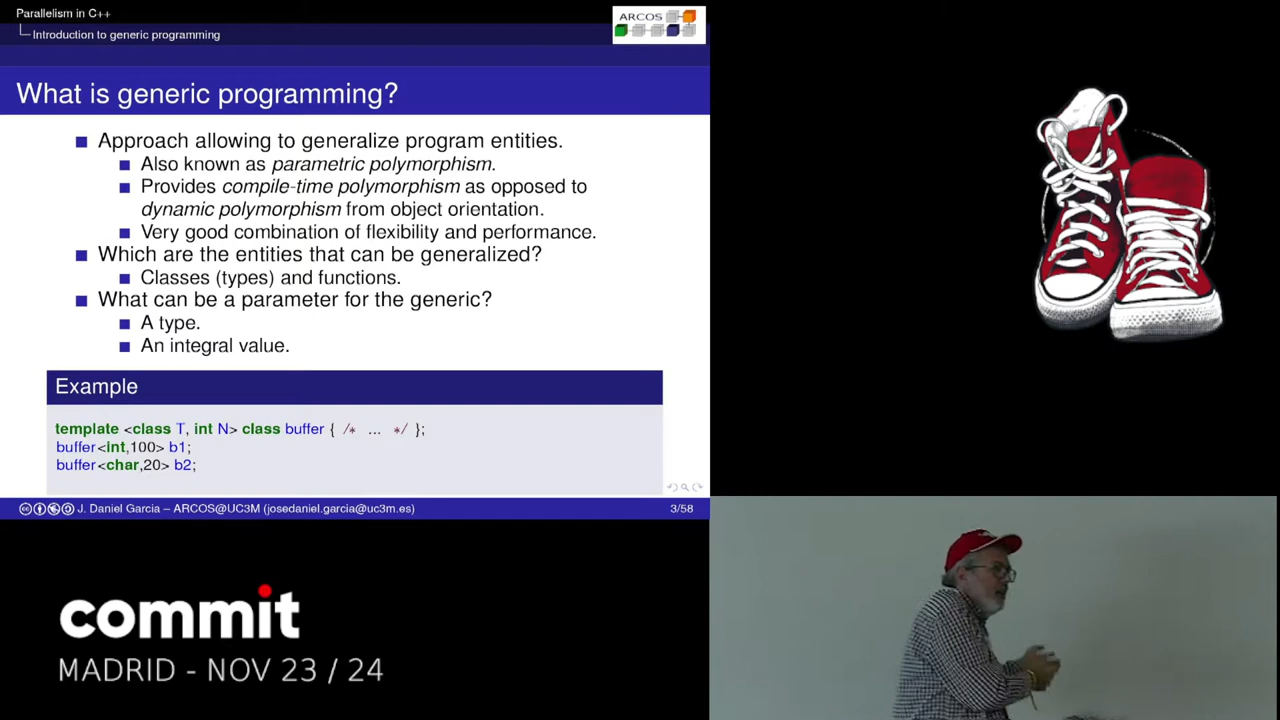 Parallelism in C++
Introduction to generic programming
ARCOS
What is generic programming?
Approach allowing to generalize program entities.
Also known as parametric polymorphism.
Provides compile-time polymorphism as opposed to
dynamic polymorphism from object orientation.
Very good combination of flexibility and performance.
Which are the entities that can be generalized?
Classes (types) and functions.
What can be a parameter for the generic?
A type.
An integral value.
Example
template <class T, int N> class buffer { /* ... */ };
buffer<int,100> b1;
buffer<char,20> b2;
J. Daniel Garcia – ARCOS@UC3M (josedaniel.garcia@uc3m.es)
3/58
commit
MADRID - NOV 23 / 24